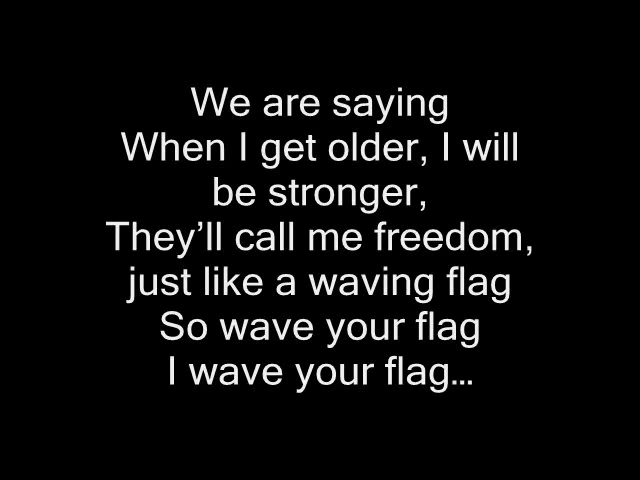 We are saying
When I get older, I will
be stronger,
They’ll call me freedom,
just like a waving flag
So wave your flag
I wave your flag...